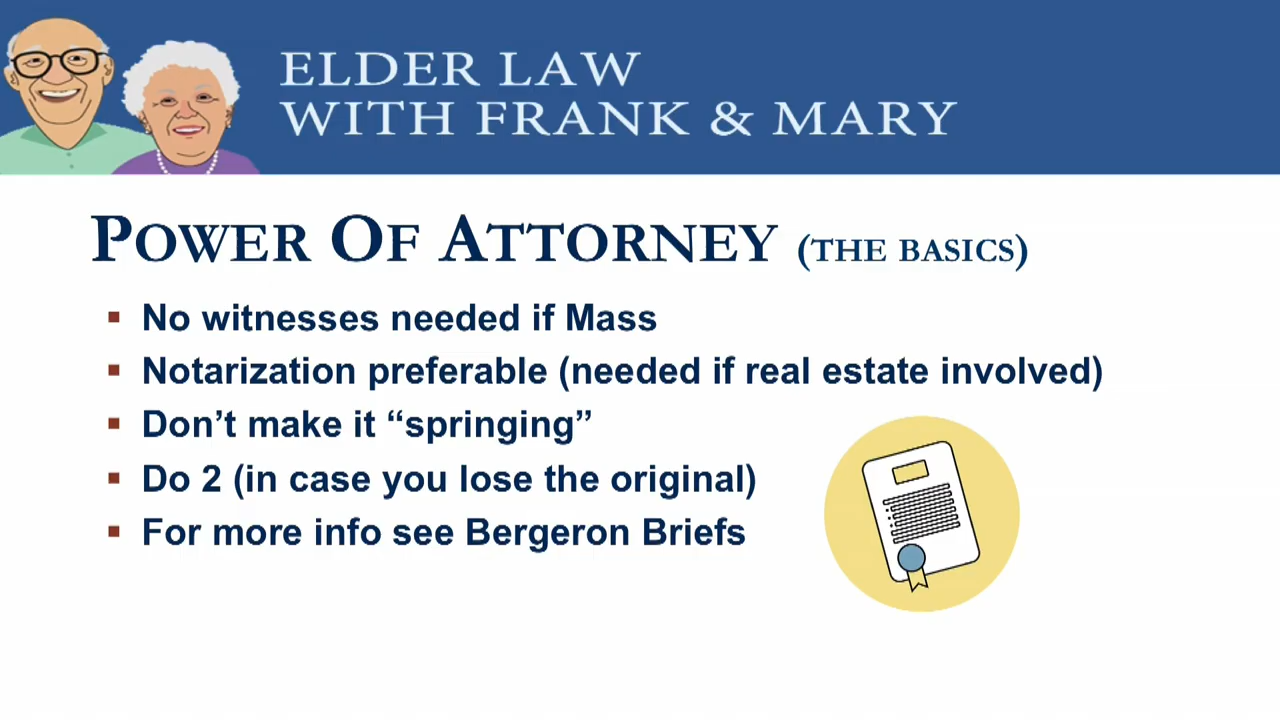 ELDER LAW
WITH FRANK & MARY
POWER OF ATTORNEY (THE BASICS)
▪ No witnesses needed if Mass
▪ Notarization preferable (needed if real estate involved)
▪ Don’t make it “springing”
▪ Do 2 (in case you lose the original)
▪ For more info see Bergeron Briefs